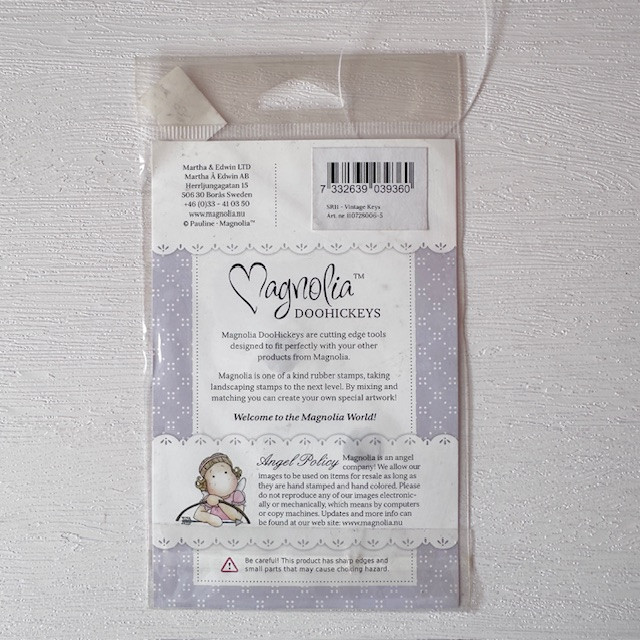 Martha & Edwin LTD
Martha Å Edwin AB
Herrljungagatan 15
506 30 Borås Sweden
+46 (0)33 - 41 03 50
www.magnolia.nu
© Pauline - Magnolia™
7 332639 039360
SR11 - Vintage Keys
Art. nr 110726006-5
Magnolia™
DOOHICKEYS
Magnolia DooHickeys are cutting edge tools
designed to fit perfectly with your other
products from Magnolia.
Magnolia is one of a kind rubber stamps, taking
landscaping stamps to the next level. By mixing and
matching you can create your own special artwork!
Welcome to the Magnolia World!
Angel Policy Magnolia is an angel
company! We allow our
images to be used on items for resale as long as
they are hand stamped and hand colored. Please
do not reproduce any of our images electronic-
ally or mechanically, which means by computers
or copy machines. Updates and more info can
be found at our web site: www.magnolia.nu
Be careful! This product has sharp edges and
small parts that may cause choking hazard.